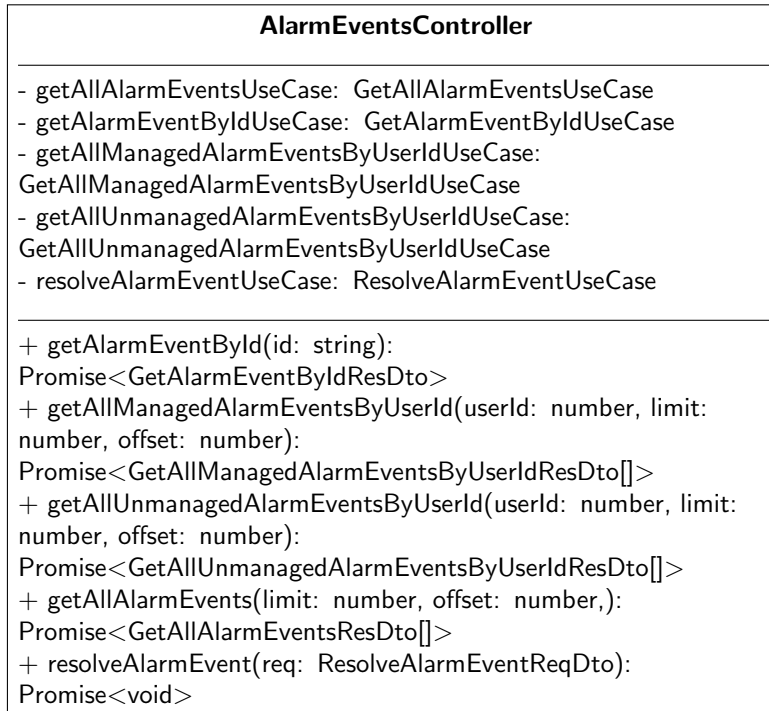 AlarmEventsController
- getAllAlarmEventsUseCase: GetAllAlarmEventsUseCase
- getAlarmEventByIdUseCase: GetAlarmEventByIdUseCase
- getAllManagedAlarmEventsByUserIdUseCase:
GetAllManagedAlarmEventsByUserIdUseCase
- getAllUnmanagedAlarmEventsByUserIdUseCase:
GetAllUnmanagedAlarmEventsByUserIdUseCase
- resolveAlarmEventUseCase: ResolveAlarmEventUseCase
+ getAlarmEventById(id: string):
Promise<GetAlarmEventByIdResDto>
+ getAllManagedAlarmEventsByUserId(userId: number, limit:
number, offset: number):
Promise<GetAllManagedAlarmEventsByUserIdResDto[]>
+ getAllUnmanagedAlarmEventsByUserId(userId: number, limit:
number, offset: number):
Promise<GetAllUnmanagedAlarmEventsByUserIdResDto[]>
+ getAllAlarmEvents(limit: number, offset: number,):
Promise<GetAllAlarmEventsResDto[]>
+ resolveAlarmEvent(req: ResolveAlarmEventReqDto):
Promise<void>